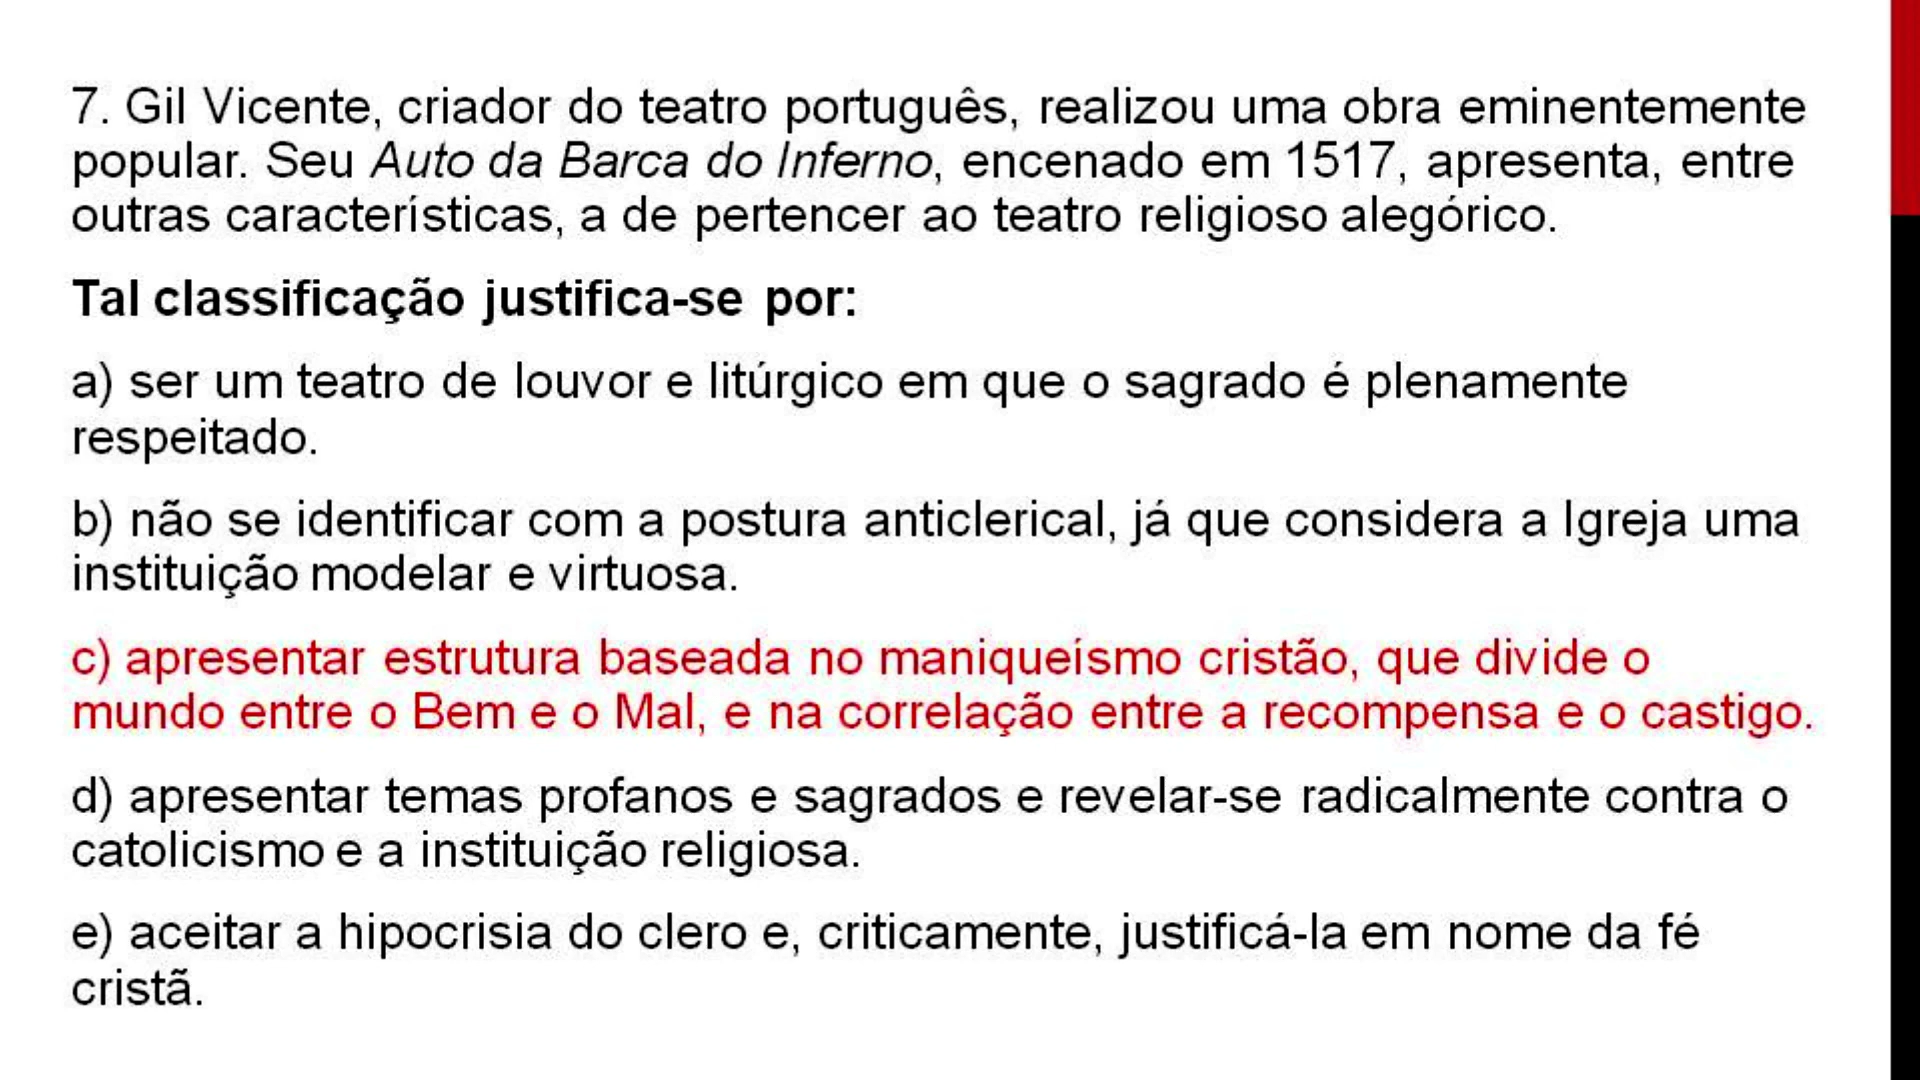 7. Gil Vicente, criador do teatro português, realizou uma obra eminentemente
popular. Seu Auto da Barca do Inferno, encenado em 1517, apresenta, entre
outras características, a de pertencer ao teatro religioso alegórico.
Tal classificação justifica-se por:
a) ser um teatro de louvor e litúrgico em que o sagrado é plenamente
respeitado.
b) não se identificar com a postura anticlerical, já que considera a Igreja uma
instituição modelar e virtuosa.
c) apresentar estrutura baseada no maniqueísmo cristão, que divide o
mundo entre o Bem e o Mal, e na correlação entre a recompensa e o castigo.
d) apresentar temas profanos e sagrados e revelar-se radicalmente contra o
catolicismo e a instituição religiosa.
e) aceitar a hipocrisia do clero e, criticamente, justificá-la em nome da fé
cristã.